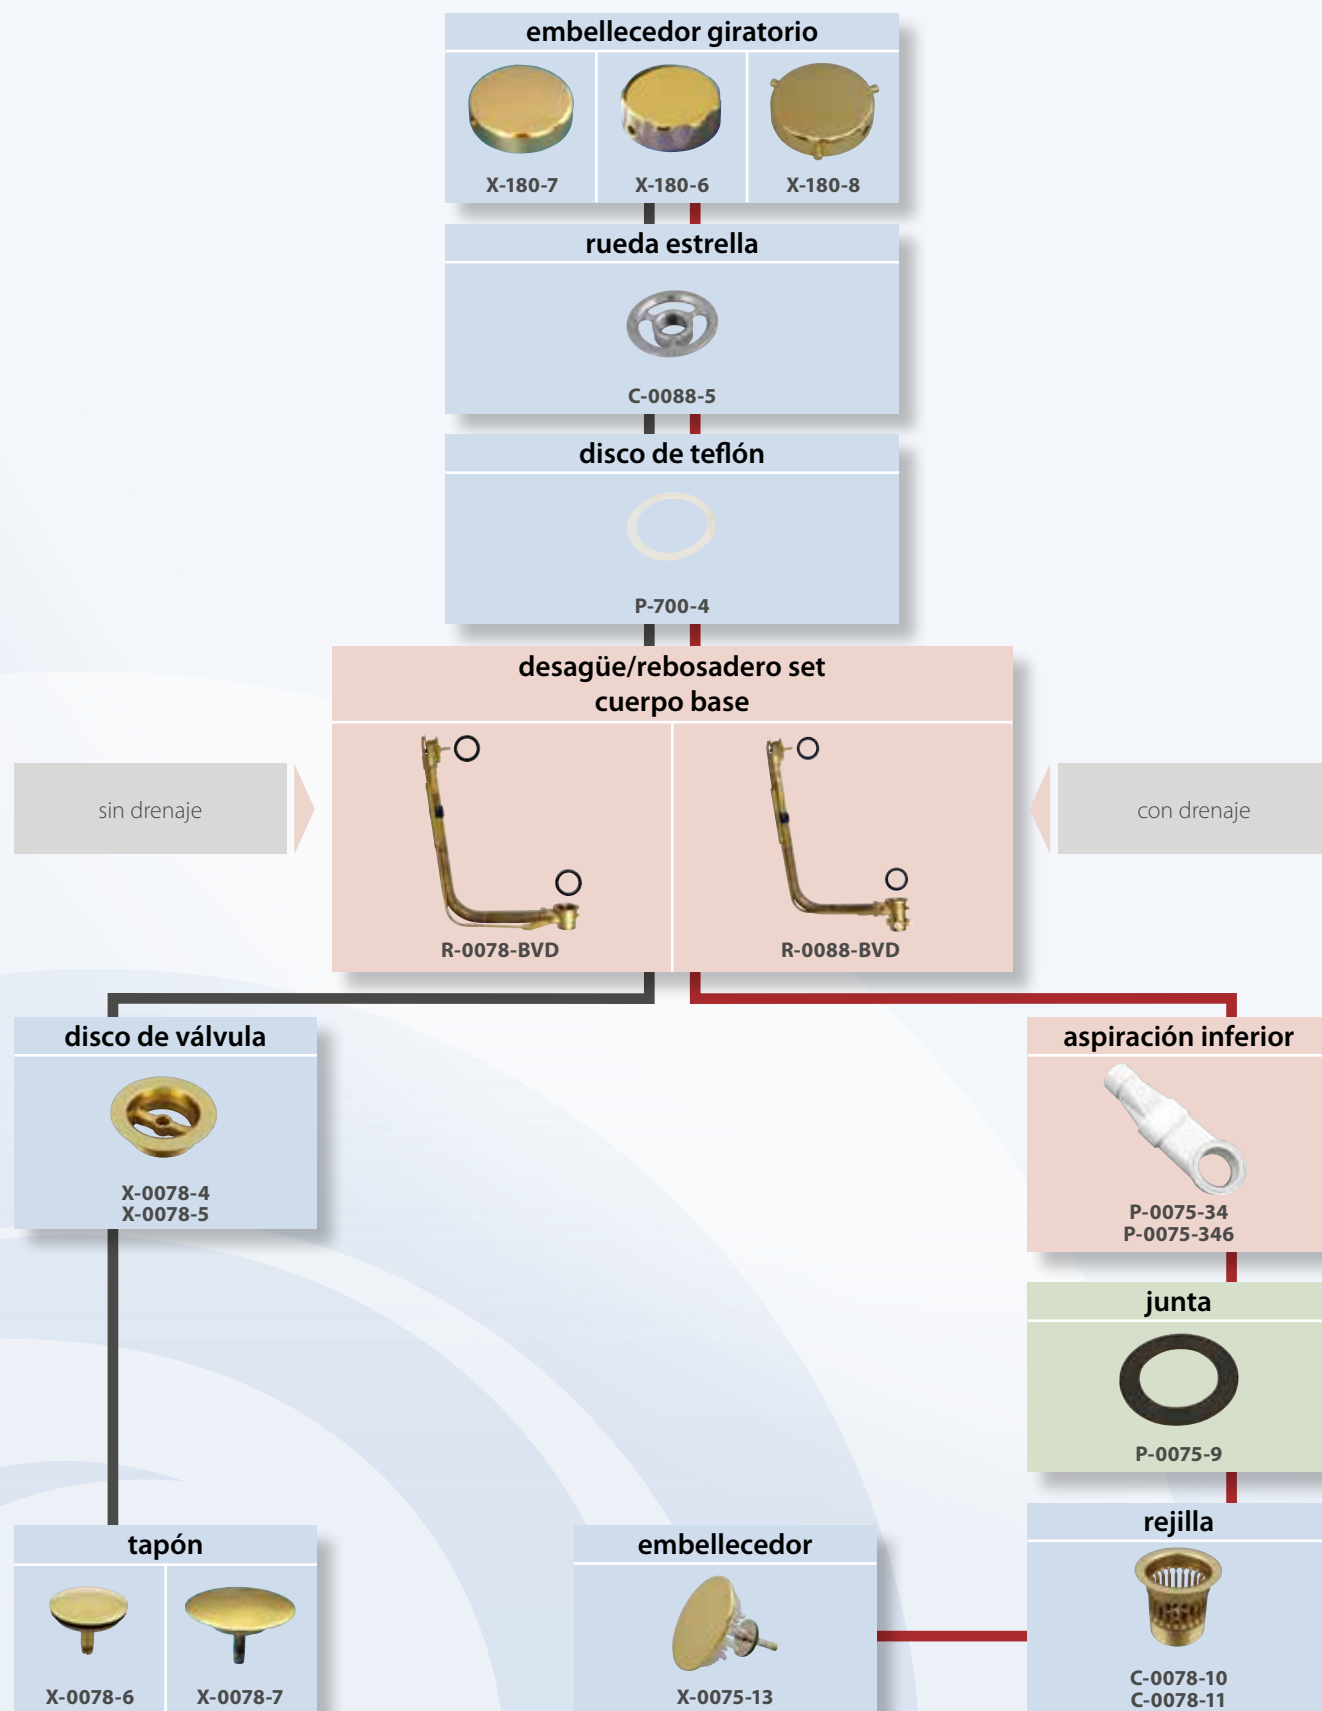 embellecedor giratorio
X-180-7
X-180-6
X-180-8
rueda estrella
C-0088-5
disco de teflón
P-700-4
desagüe/rebosadero set
cuerpo base
sin drenaje
con drenaje
R-0078-BVD
R-0088-BVD
disco de válvula
X-0078-4
X-0078-5
aspiración inferior
P-0075-34
P-0075-346
junta
P-0075-9
tapón
X-0078-6
X-0078-7
embellecedor
X-0075-13
rejilla
C-0078-10
C-0078-11